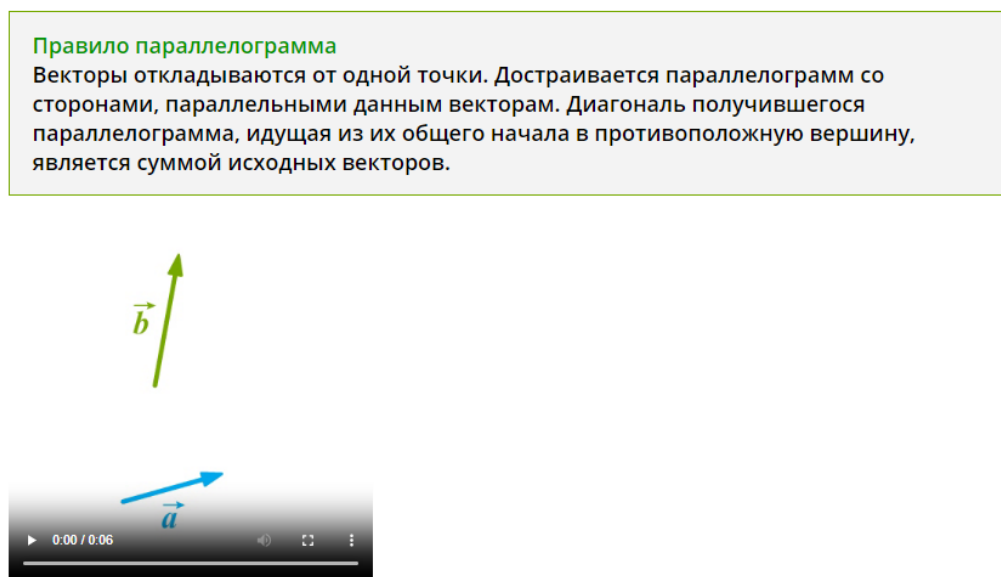 Правило параллелограмма
Векторы откладываются от одной точки. Достраивается параллелограмм со
сторонами, параллельными данным векторам. Диагональ получившегося
параллелограмма, идущая из их общего начала в противоположную вершину,
является суммой исходных векторов.
b
a
0:00 / 0:06